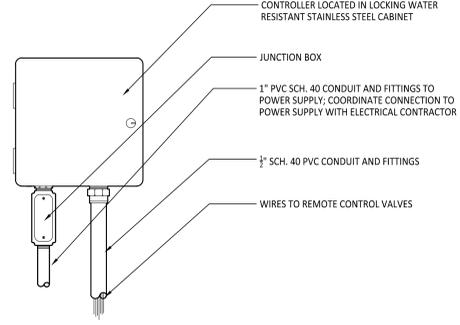 CONTROLLER LOCATED IN LOCKING WATER
RESISTANT STAINLESS STEEL CABINET
JUNCTION BOX
1" PVC SCH. 40 CONDUIT AND FITTINGS TO
POWER SUPPLY; COORDINATE CONNECTION TO
POWER SUPPLY WITH ELECTRICAL CONTRACTOR
½" SCH. 40 PVC CONDUIT AND FITTINGS
WIRES TO REMOTE CONTROL VALVES